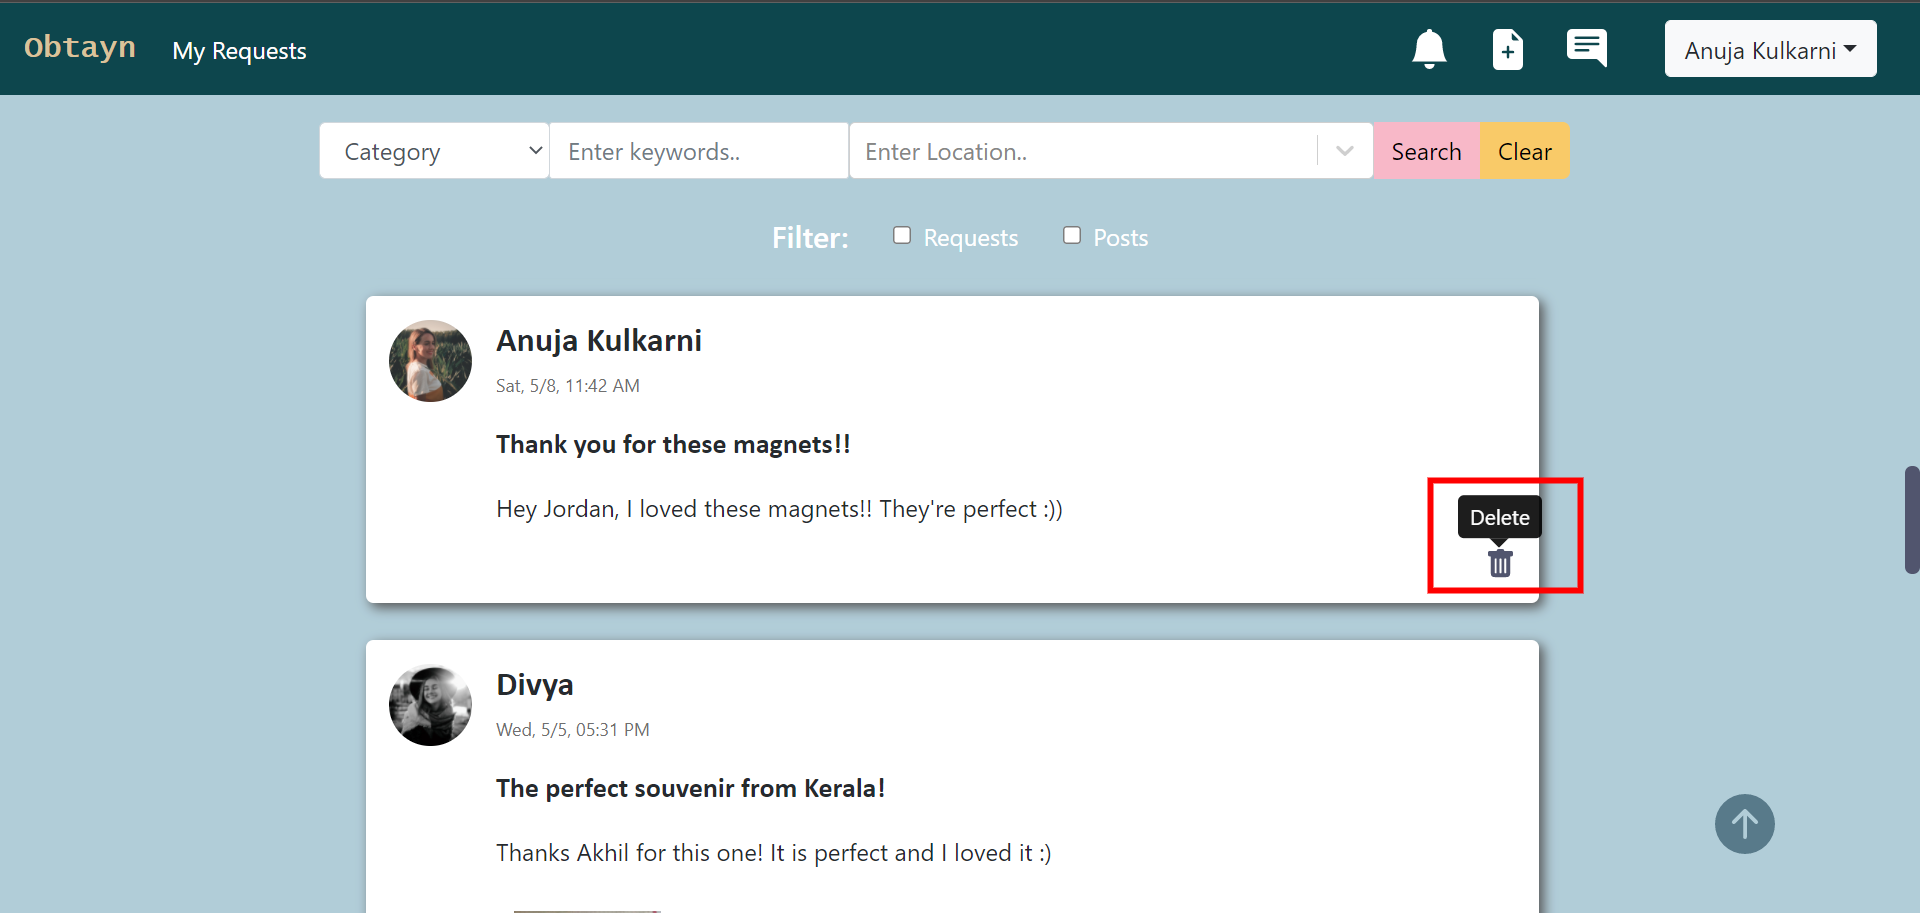 Obtayn
My Requests
Anuja Kulkarni
Category
Enter keywords..
Enter Location..
Search
Clear
Filter:
Requests
Posts
Anuja Kulkarni
Sat, 5/8, 11:42 AM
Thank you for these magnets!!
Hey Jordan, I loved these magnets!! They're perfect :))
Delete
Divya
Wed, 5/5, 05:31 PM
The perfect souvenir from Kerala!
Thanks Akhil for this one! It is perfect and I loved it :)